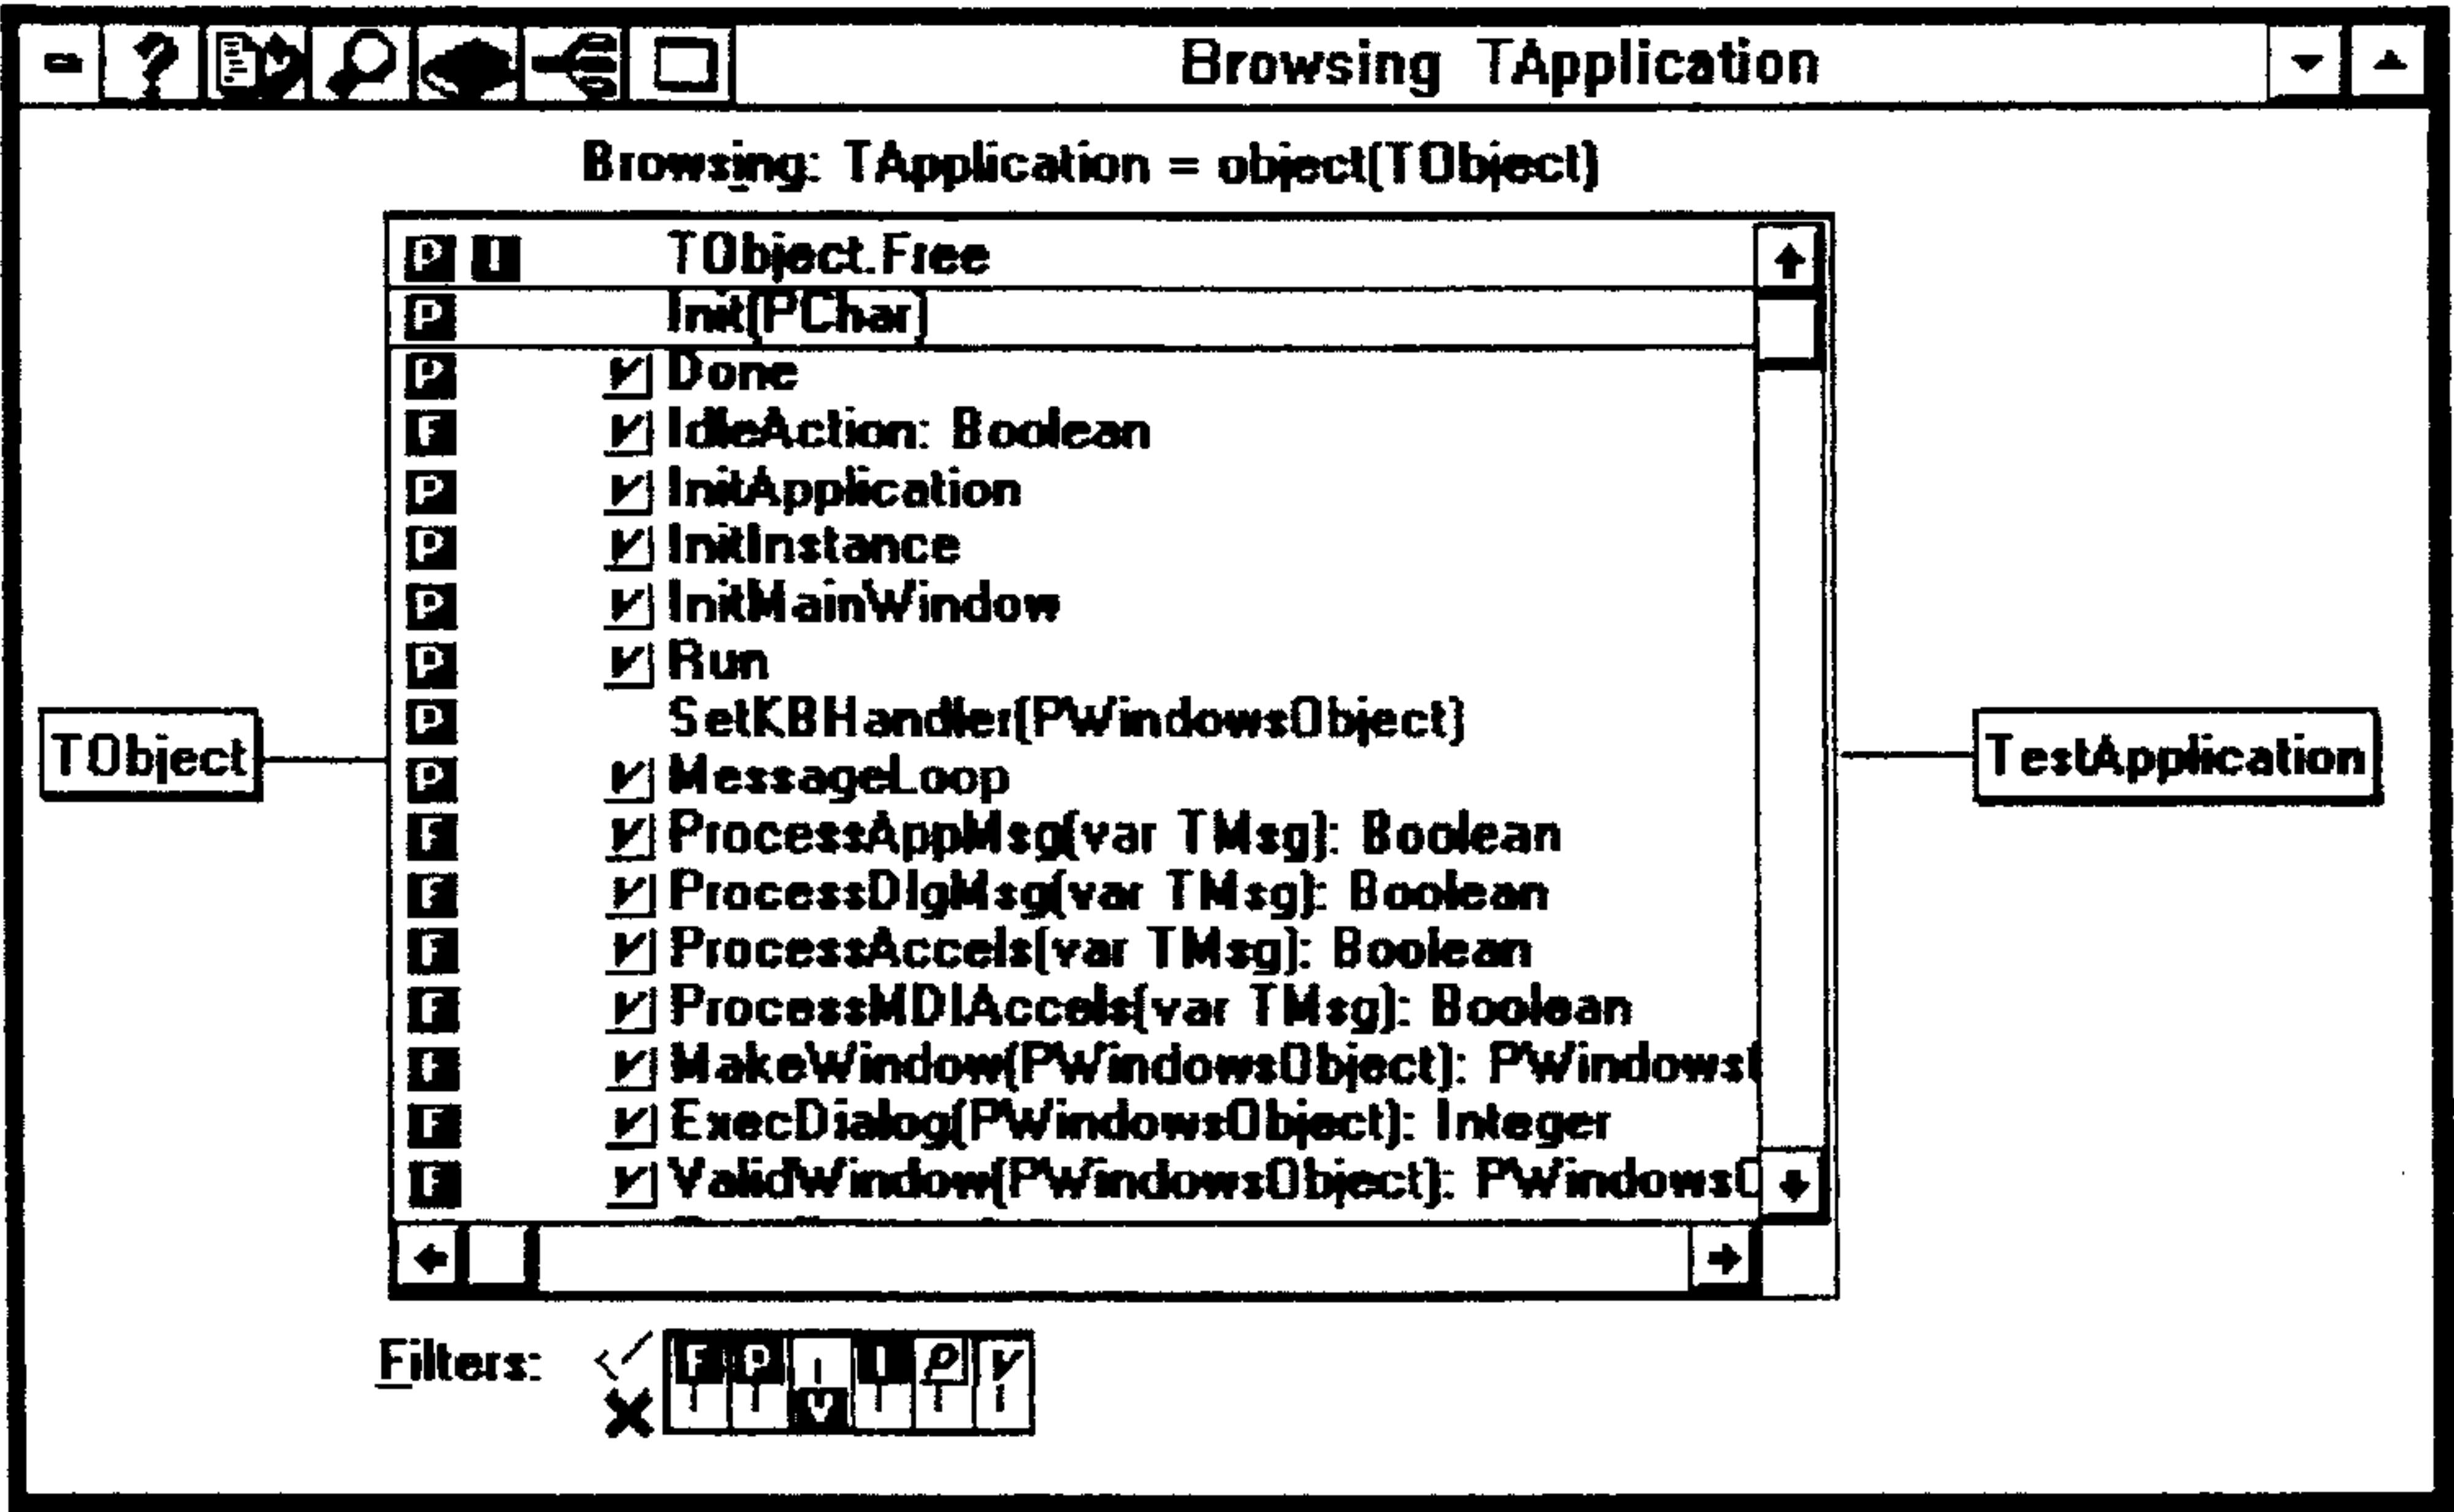 Browsing TApplication
Browsing: TApplication = object(TObject)
P I TObject.Free
P Init(PChar)
P Done
F IdleAction: Boolean
P InitApplication
P InitInstance
P InitMainWindow
P Run
P SetKBHandler(PWindowsObject)
P MessageLoop
F ProcessAppMsg(var TMsg): Boolean
F ProcessDlgMsg(var TMsg): Boolean
F ProcessAccels(var TMsg): Boolean
F ProcessMDIAccels(var TMsg): Boolean
F MakeWindow(PWindowsObject): PWindows
F ExecDialog(PWindowsObject): Integer
F ValidWindow(PWindowsObject): PWindows
TObject
TestApplication
Filters: F P I V
V